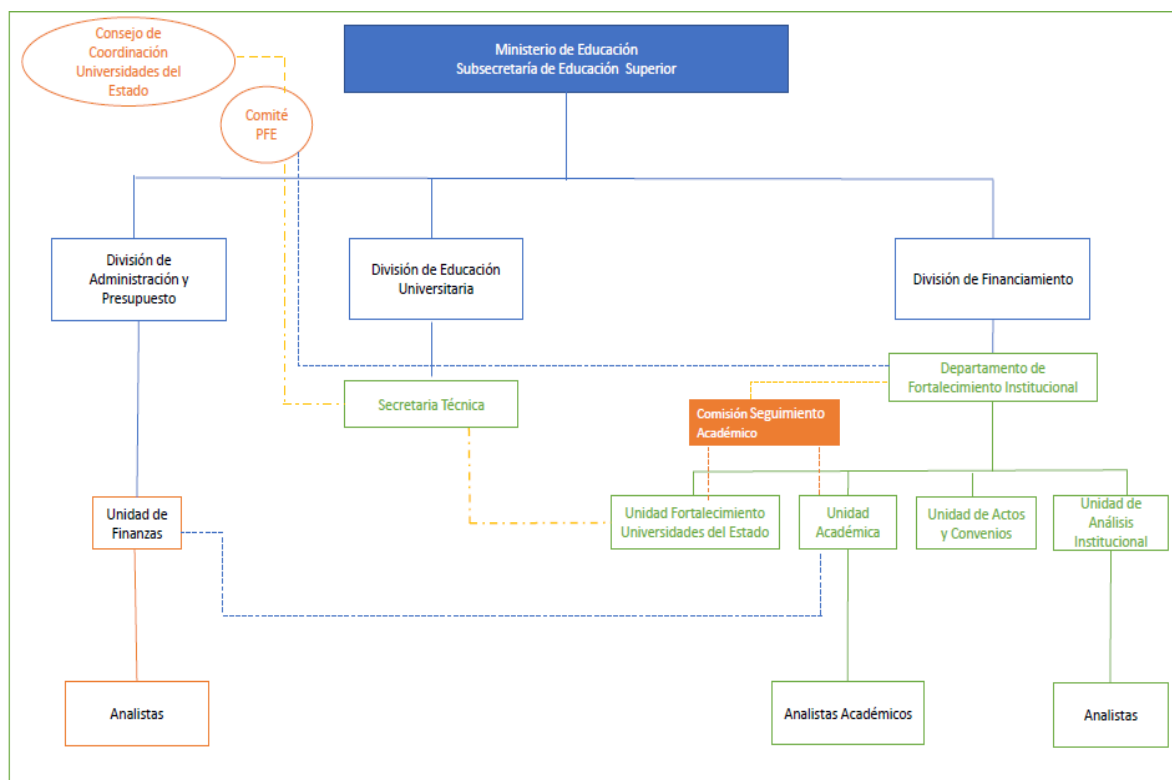 Consejo de
Coordinación
Universidades del
Estado
Ministerio de Educación
Subsecretaría de Educación Superior
Comité
PFE
División de
Administración y
Presupuesto
División de Educación
Universitaria
División de Financiamiento
Departamento de
Fortalecimiento Institucional
Secretaria Técnica
Comisión Seguimiento
Académico
Unidad de
Finanzas
Unidad Fortalecimiento
Universidades del Estado
Unidad
Académica
Unidad de Actos
y Convenios
Unidad de
Análisis
Institucional
Analistas
Analistas Académicos
Analistas